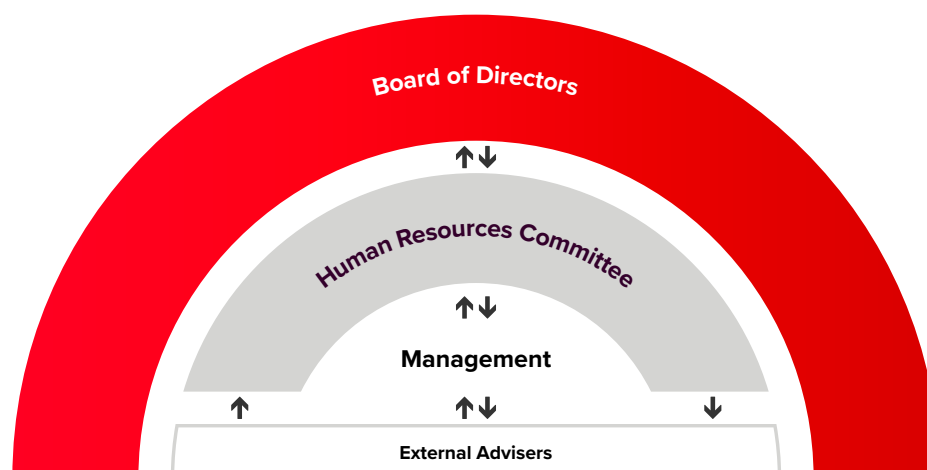 Board of Directors
Human Resources Committee
Management
External Advisers